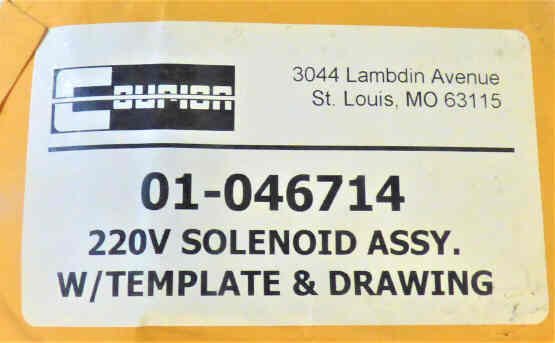 DURION
3044 Lambdin Avenue
St. Louis, MO 63115
01-046714
220V SOLENOID ASSY.
W/TEMPLATE & DRAWING